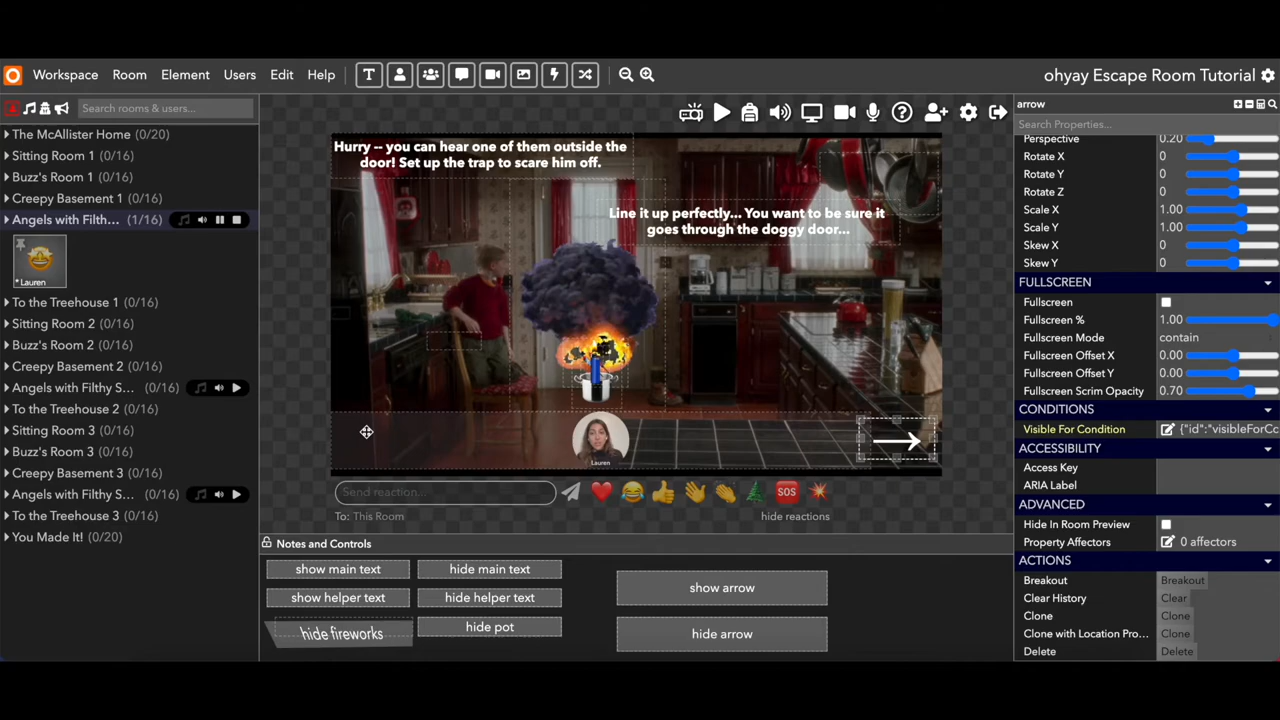 Workspace Room Element Users Edit Help
ohyay Escape Room Tutorial
Search rooms & users...
The McAllister Home (0/20)
Sitting Room 1 (0/16)
Buzz's Room 1 (0/16)
Creepy Basement 1 (0/16)
Angels with Filth... (1/16)
* Lauren
To the Treehouse 1 (0/16)
Sitting Room 2 (0/16)
Buzz's Room 2 (0/16)
Creepy Basement 2 (0/16)
Angels with Filthy S... (0/16)
To the Treehouse 2 (0/16)
Sitting Room 3 (0/16)
Buzz's Room 3 (0/16)
Creepy Basement 3 (0/16)
Angels with Filthy S... (0/16)
To the Treehouse 3 (0/16)
You Made It! (0/20)
Hurry -- you can hear one of them outside the
door! Set up the trap to scare him off.
Line it up perfectly... You want to be sure it
goes through the doggy door...
Lauren
Send reaction...
SOS
To: This Room
hide reactions
Notes and Controls
show main text hide main text
show helper text hide helper text
hide fireworks hide pot
show arrow
hide arrow
arrow
Search Properties...
Perspective 0.20
Rotate X 0
Rotate Y 0
Rotate Z 0
Scale X 1.00
Scale Y 1.00
Skew X 0
Skew Y 0
FULLSCREEN
Fullscreen
Fullscreen % 1.00
Fullscreen Mode contain
Fullscreen Offset X 0.00
Fullscreen Offset Y 0.00
Fullscreen Scrim Opacity 0.70
CONDITIONS
Visible For Condition {"id":"visibleForCo
ACCESSIBILITY
Access Key
ARIA Label
ADVANCED
Hide In Room Preview
Property Affectors 0 affectors
ACTIONS
Breakout Breakout
Clear History Clear
Clone Clone
Clone with Location Pro... Clone
Delete Delete